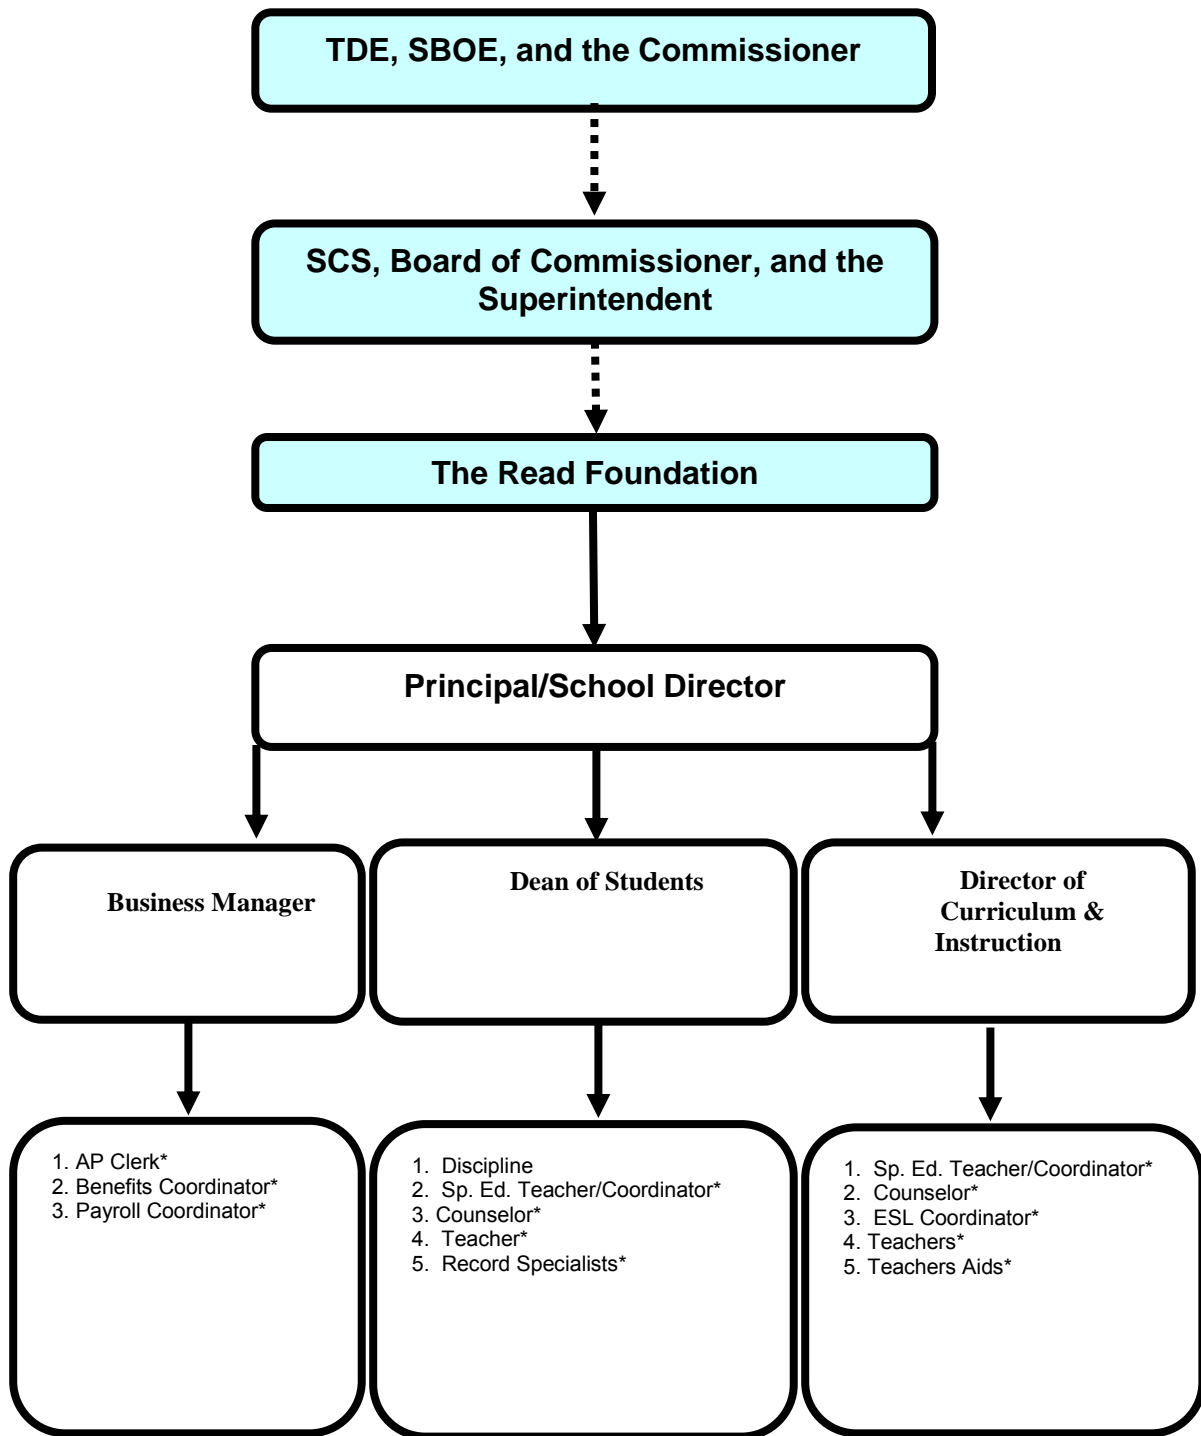 TDE, SBOE, and the Commissioner
SCS, Board of Commissioner, and the
Superintendent
The Read Foundation
Principal/School Director
Business Manager
Dean of Students
Director of
Curriculum &
Instruction
1. AP Clerk*
2. Benefits Coordinator*
3. Payroll Coordinator*
1. Discipline
2. Sp. Ed. Teacher/Coordinator*
3. Counselor*
4. Teacher*
5. Record Specialists*
1. Sp. Ed. Teacher/Coordinator*
2. Counselor*
3. ESL Coordinator*
4. Teachers*
5. Teachers Aids*